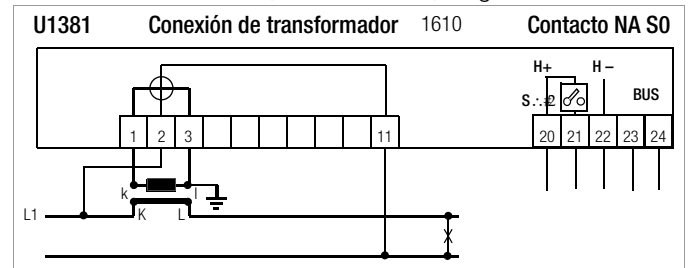 U1381 Conexión de transformador 1610 Contacto NA S0
H+ H –
BUS
1 2 3 11 20 21 22 23 24
k l
L1 K L